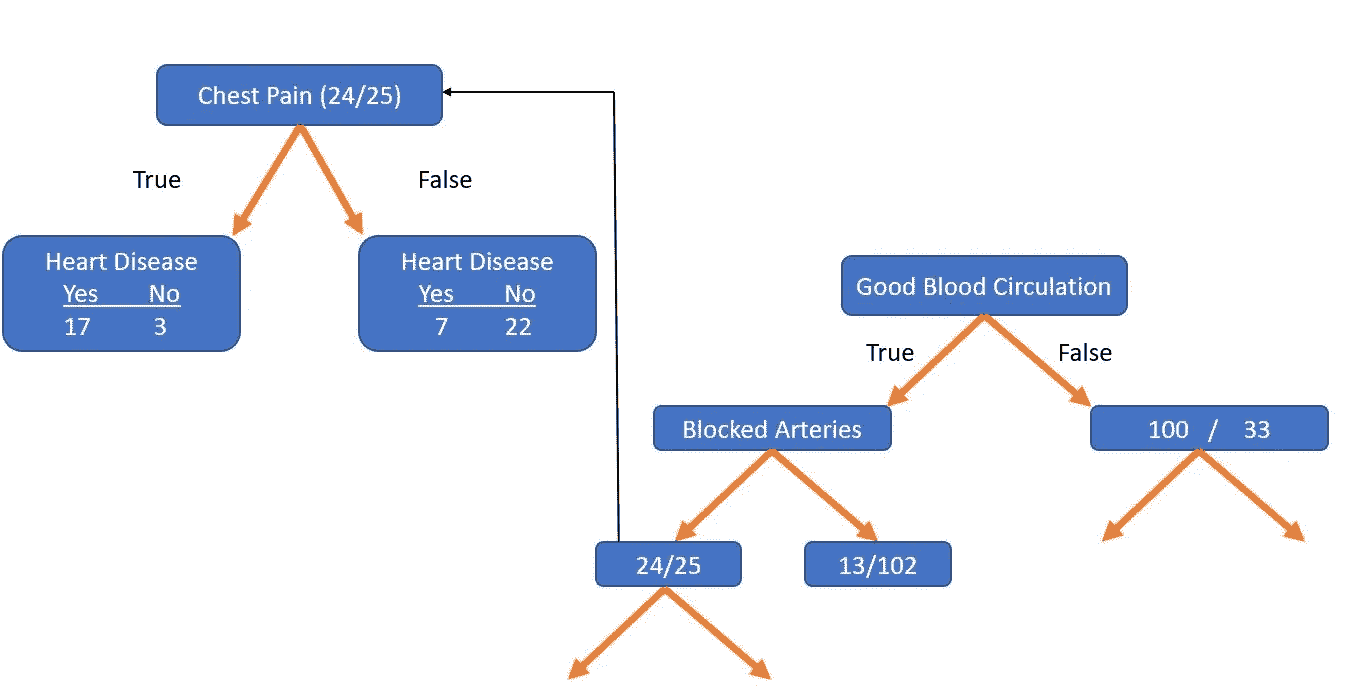 Chest Pain (24/25)
True
False
Heart Disease
Yes No
17 3
Heart Disease
Yes No
7 22
Good Blood Circulation
True
False
Blocked Arteries
100 / 33
24/25
13/102